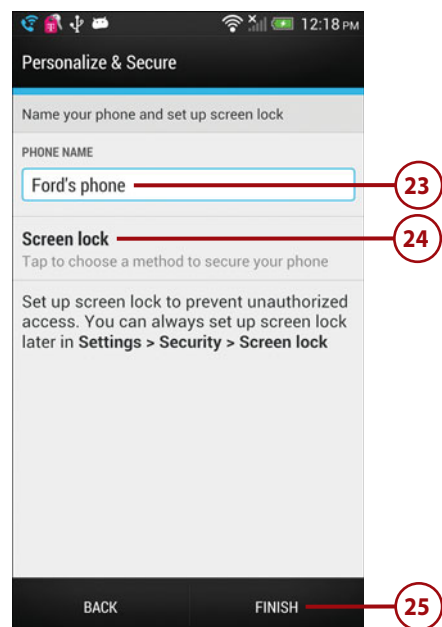 12:18 PM
Personalize & Secure
Name your phone and set up screen lock
PHONE NAME
Ford's phone
23
Screen lock
24
Tap to choose a method to secure your phone
Set up screen lock to prevent unauthorized
access. You can always set up screen lock
later in Settings > Security > Screen lock
BACK
FINISH
25